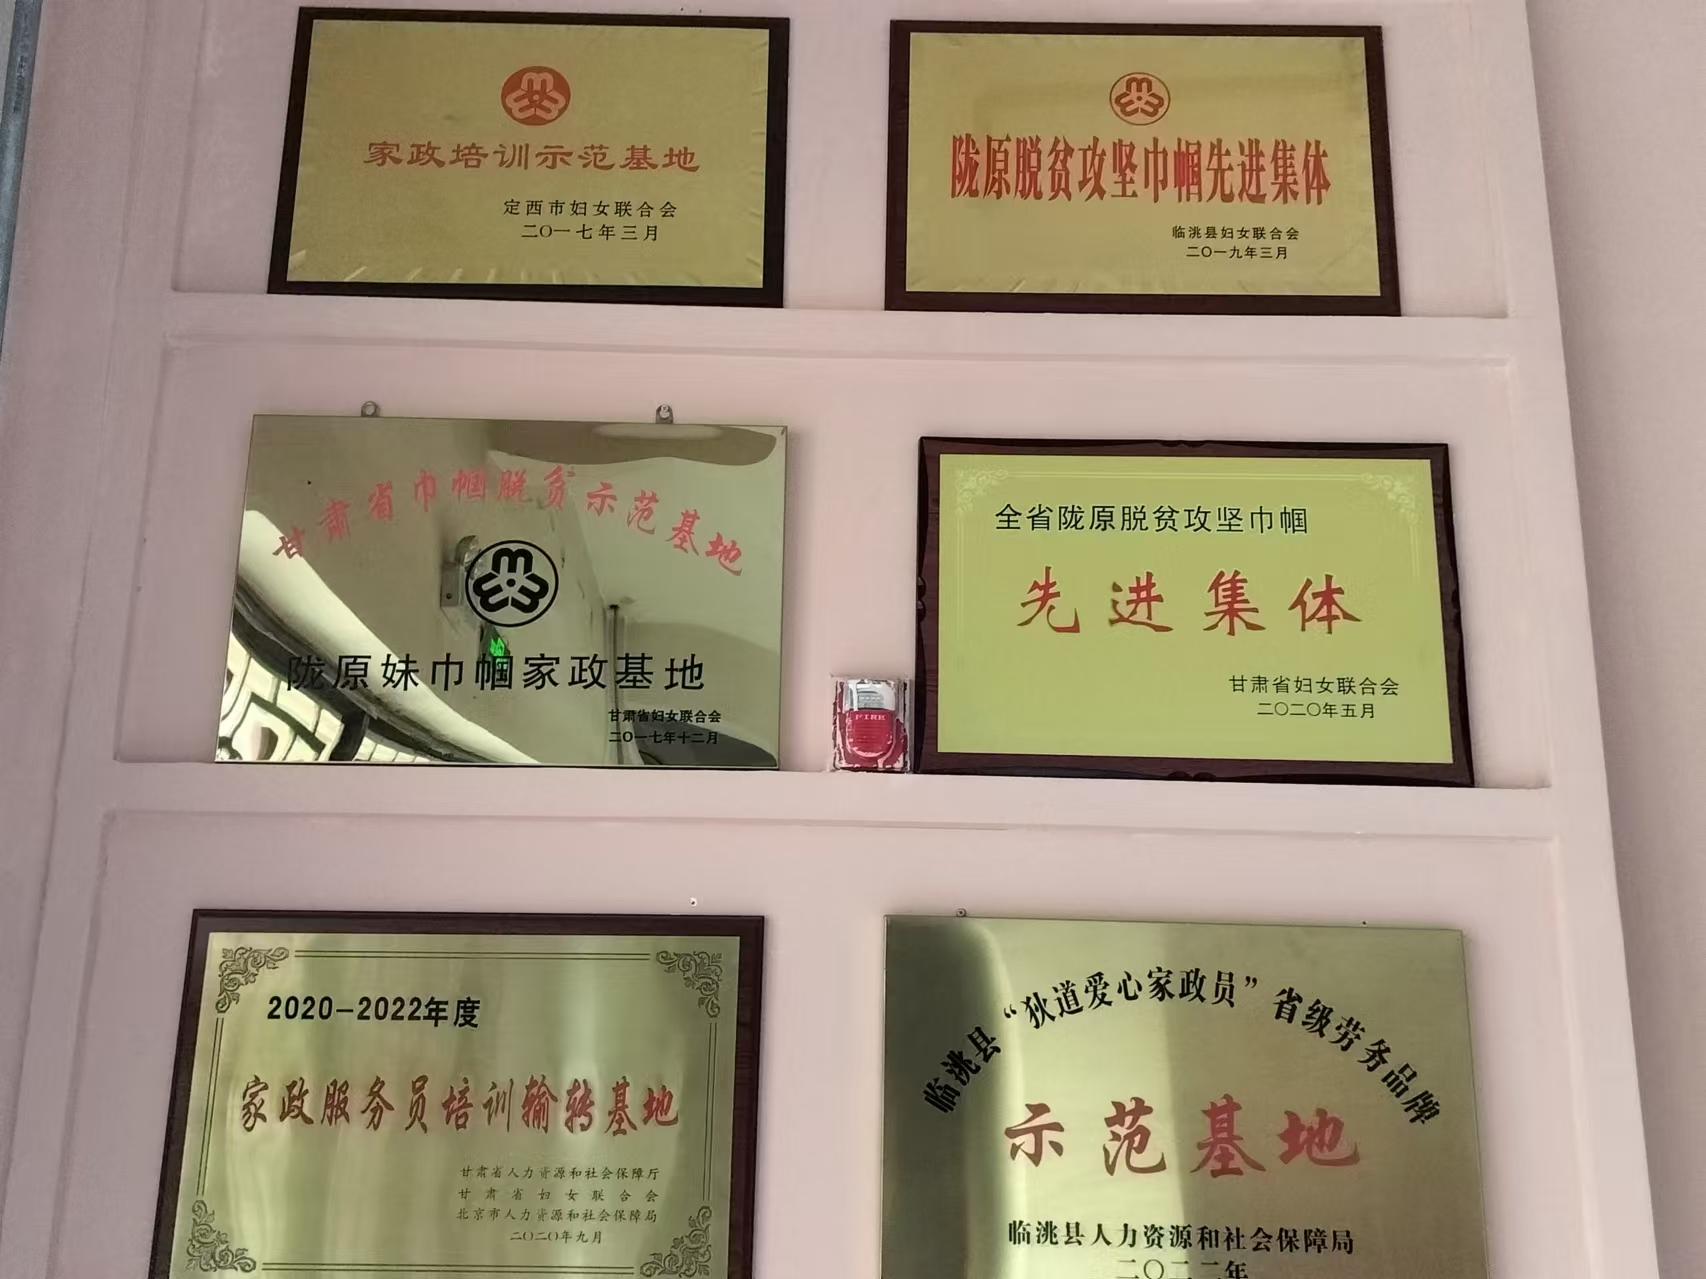 家政培训示范基地
定西市妇女联合会
二〇一七年三月
陇原脱贫攻坚巾帼先进集体
临洮县妇女联合会
二〇一九年三月
甘肃省巾帼脱贫示范基地
陇原妹巾帼家政基地
甘肃省妇女联合会
二〇一七年十二月
FIRE
全省陇原脱贫攻坚巾帼
先进集体
甘肃省妇女联合会
二〇二〇年五月
2020-2022年度
家政服务员培训输转基地
甘肃省人力资源和社会保障厅
甘肃省妇女联合会
北京市人力资源和社会保障局
二〇二〇年九月
临洮县“狄道爱心家政员”省级劳务品牌
示范基地
临洮县人力资源和社会保障局
二〇二二年